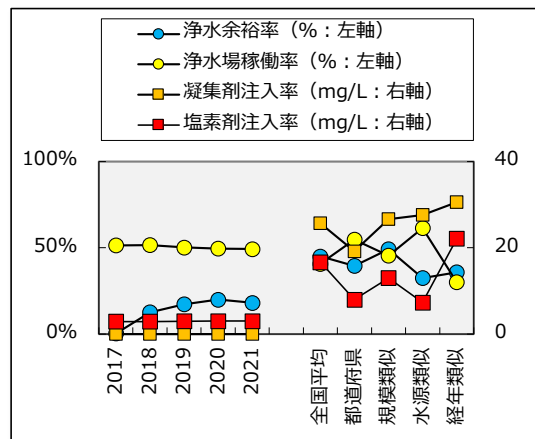 浄水余裕率（%：左軸）
浄水場稼働率（%：左軸）
凝集剤注入率（mg/L：右軸）
塩素剤注入率（mg/L：右軸）
100%
40
50%
20
0%
0
2017
2018
2019
2020
2021
全国平均
都道府県
規模類似
水源類似
経年類似